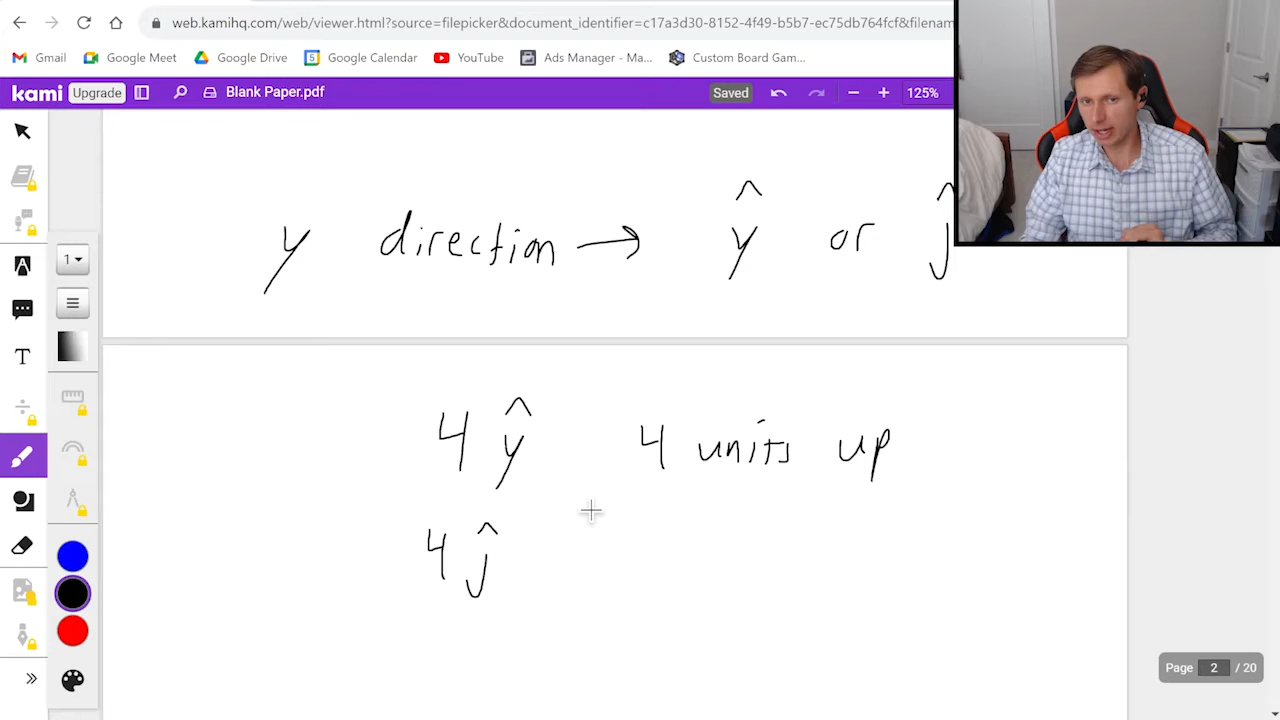 web.kamihq.com/web/viewer.html?source=filepicker&document_identifier=c17a3d30-8152-4f49-b5b7-ec75db764fcf&filenam
Gmail Google Meet Google Drive 5 Google Calendar YouTube Ads Manager - Ma... Custom Board Gam...
kami Upgrade Blank Paper.pdf Saved 125%
y direction → ŷ or ĵ
1
T
4 ŷ 4 units up
4 ĵ
Page 2 / 20